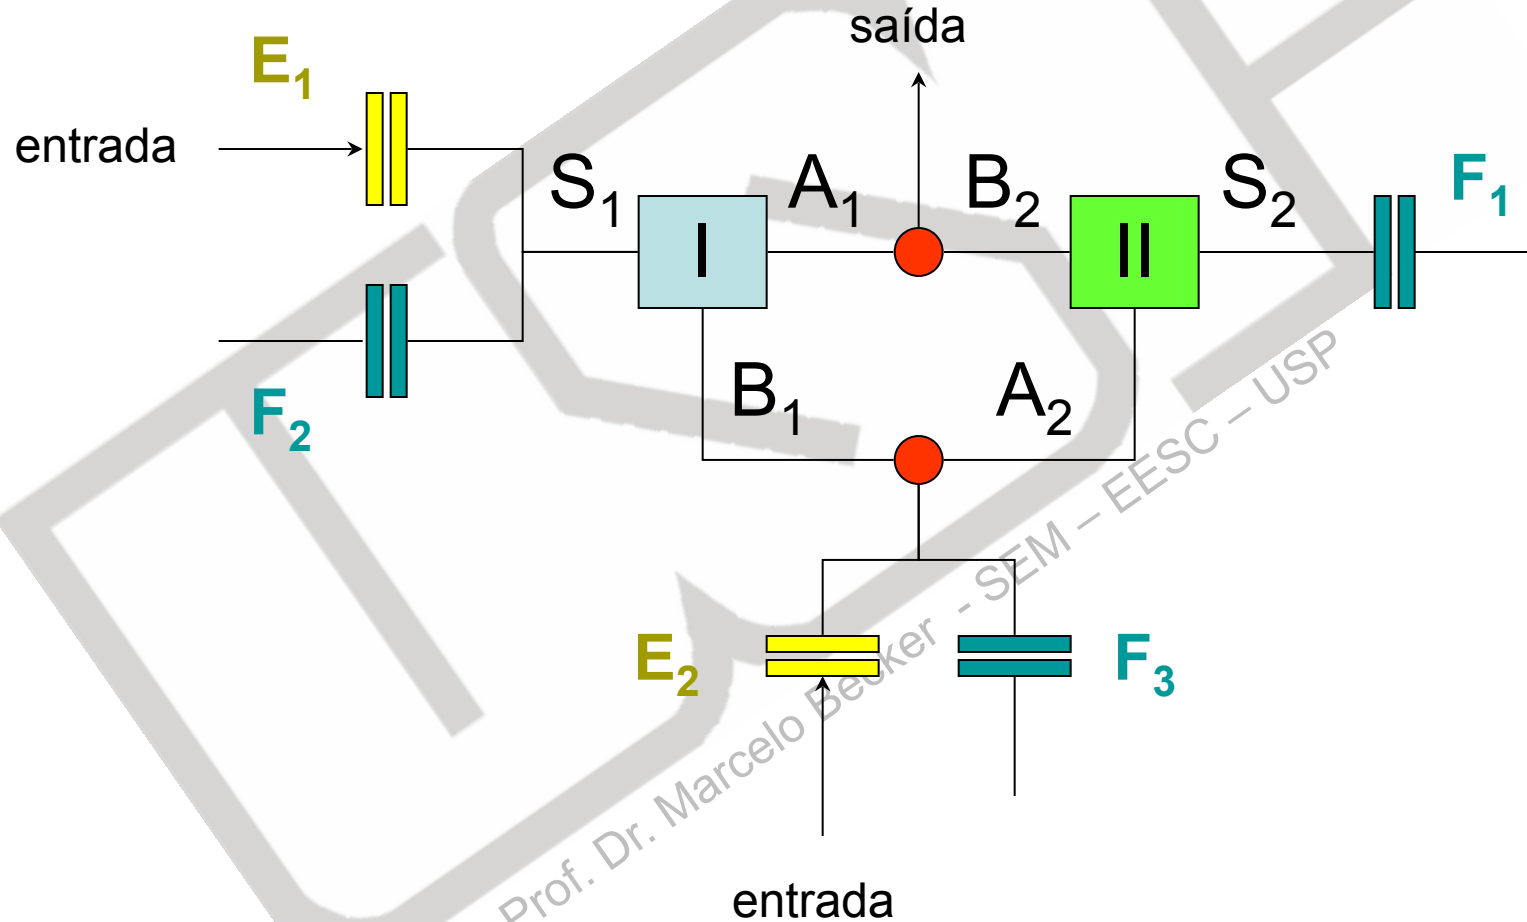 saída
E1
entrada
S1
A1
B2
S2
F1
I
II
F2
B1
A2
E2
F3
entrada
Prof. Dr. Marcelo Becker - SEM – EESC – USP